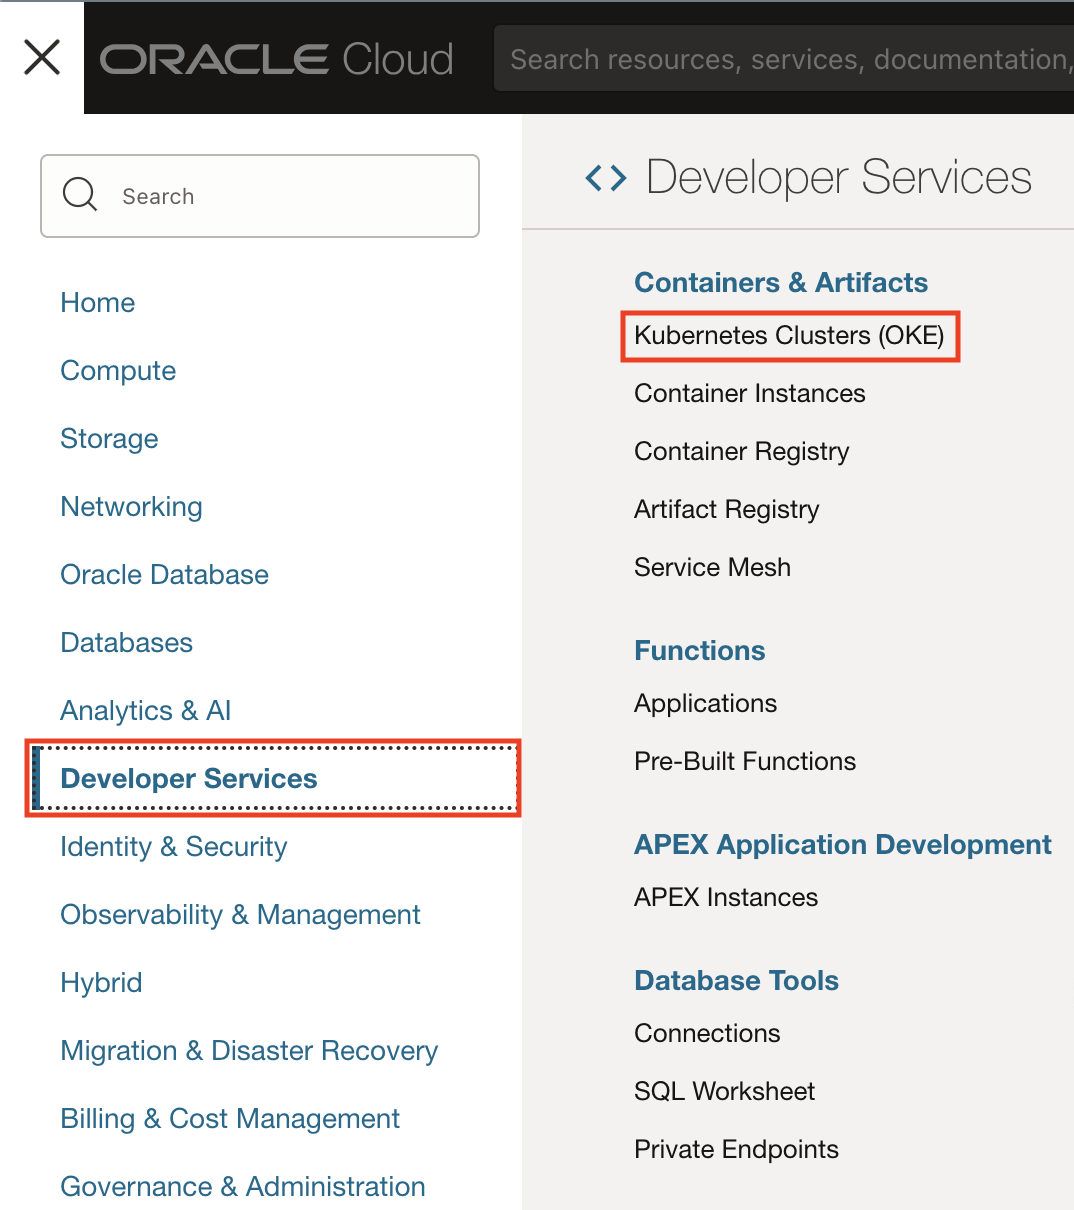 ORACLE Cloud
Search resources, services, documentation,
Search
Home
Compute
Storage
Networking
Oracle Database
Databases
Analytics & AI
Developer Services
Identity & Security
Observability & Management
Hybrid
Migration & Disaster Recovery
Billing & Cost Management
Governance & Administration
Developer Services
Containers & Artifacts
Kubernetes Clusters (OKE)
Container Instances
Container Registry
Artifact Registry
Service Mesh
Functions
Applications
Pre-Built Functions
APEX Application Development
APEX Instances
Database Tools
Connections
SQL Worksheet
Private Endpoints